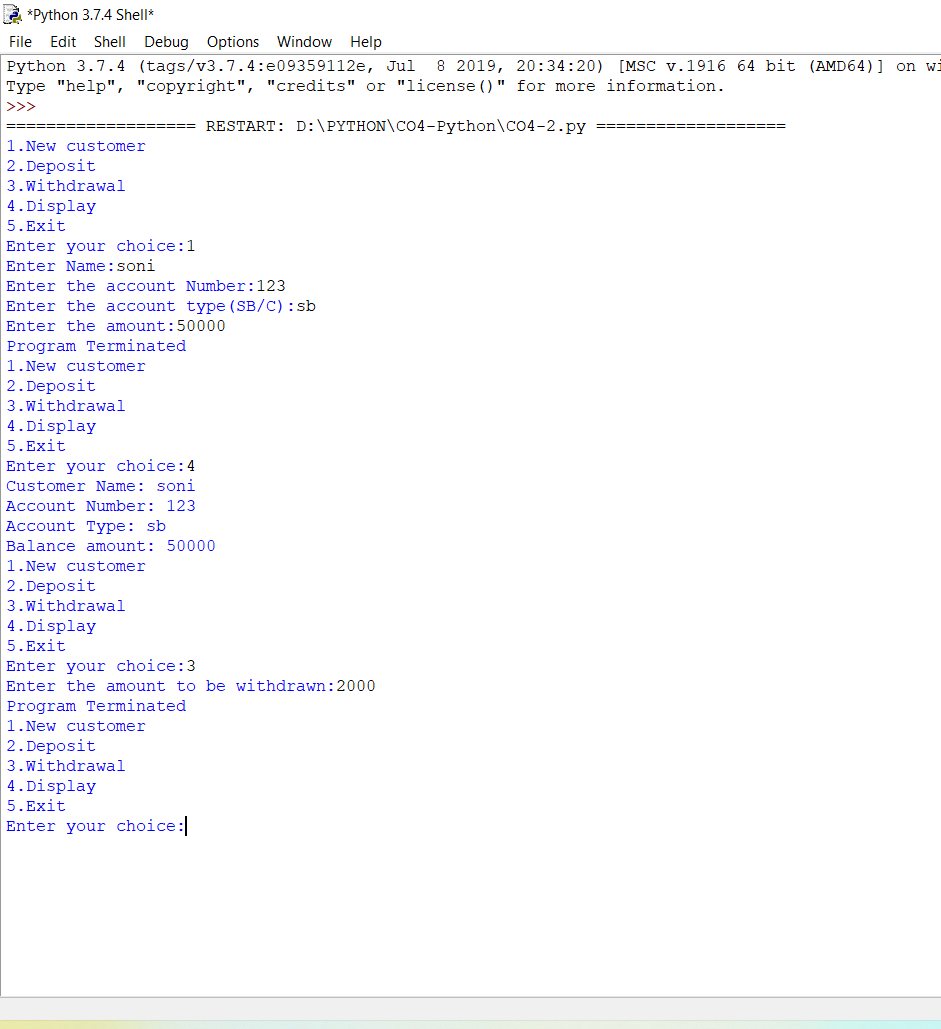 *Python 3.7.4 Shell*
File Edit Shell Debug Options Window Help
Python 3.7.4 (tags/v3.7.4:e09359112e, Jul  8 2019, 20:34:20) [MSC v.1916 64 bit (AMD64)] on wi
Type "help", "copyright", "credits" or "license()" for more information.
>>>
=================== RESTART: D:\PYTHON\CO4-Python\CO4-2.py ===================
1.New customer
2.Deposit
3.Withdrawal
4.Display
5.Exit
Enter your choice:1
Enter Name:soni
Enter the account Number:123
Enter the account type(SB/C):sb
Enter the amount:50000
Program Terminated
1.New customer
2.Deposit
3.Withdrawal
4.Display
5.Exit
Enter your choice:4
Customer Name: soni
Account Number: 123
Account Type: sb
Balance amount: 50000
1.New customer
2.Deposit
3.Withdrawal
4.Display
5.Exit
Enter your choice:3
Enter the amount to be withdrawn:2000
Program Terminated
1.New customer
2.Deposit
3.Withdrawal
4.Display
5.Exit
Enter your choice: